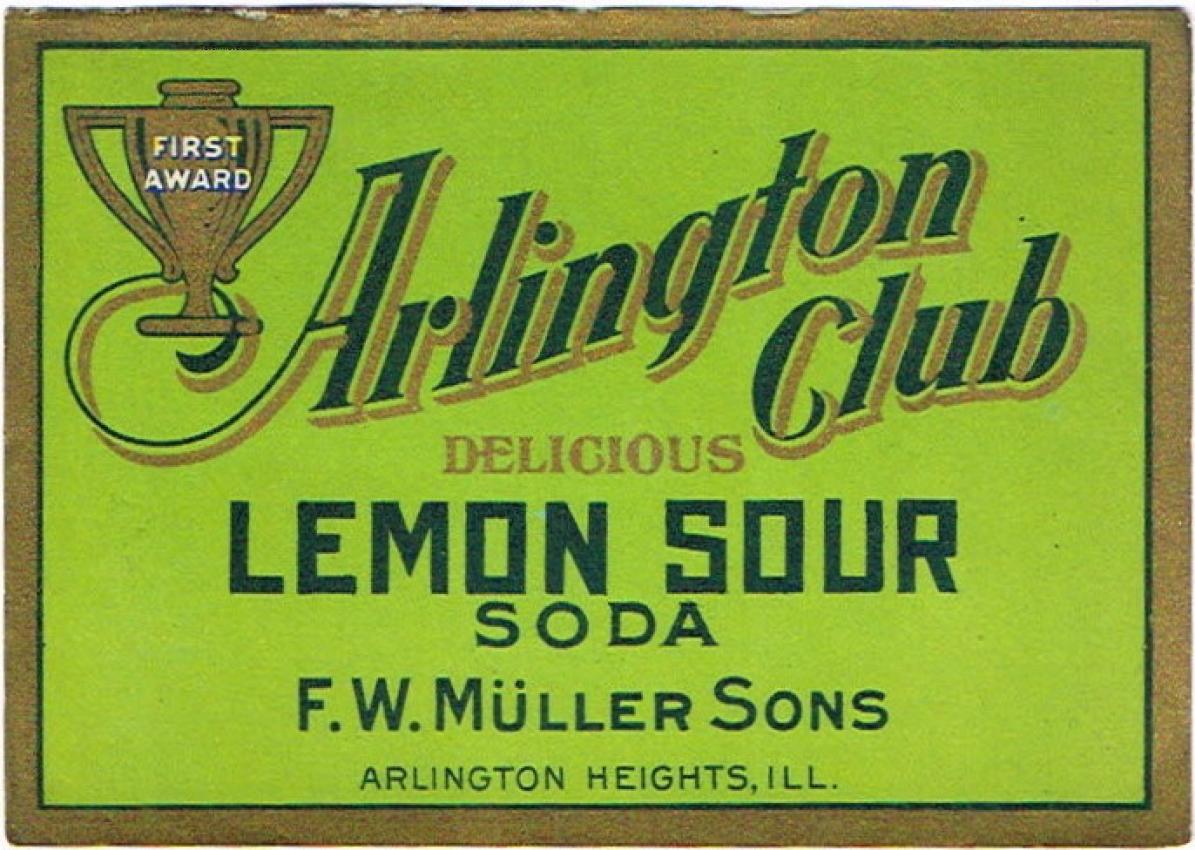 FIRST
AWARD
Arlington
Club
DELICIOUS
LEMON SOUR
SODA
F.W. MÜLLER SONS
ARLINGTON HEIGHTS, ILL.